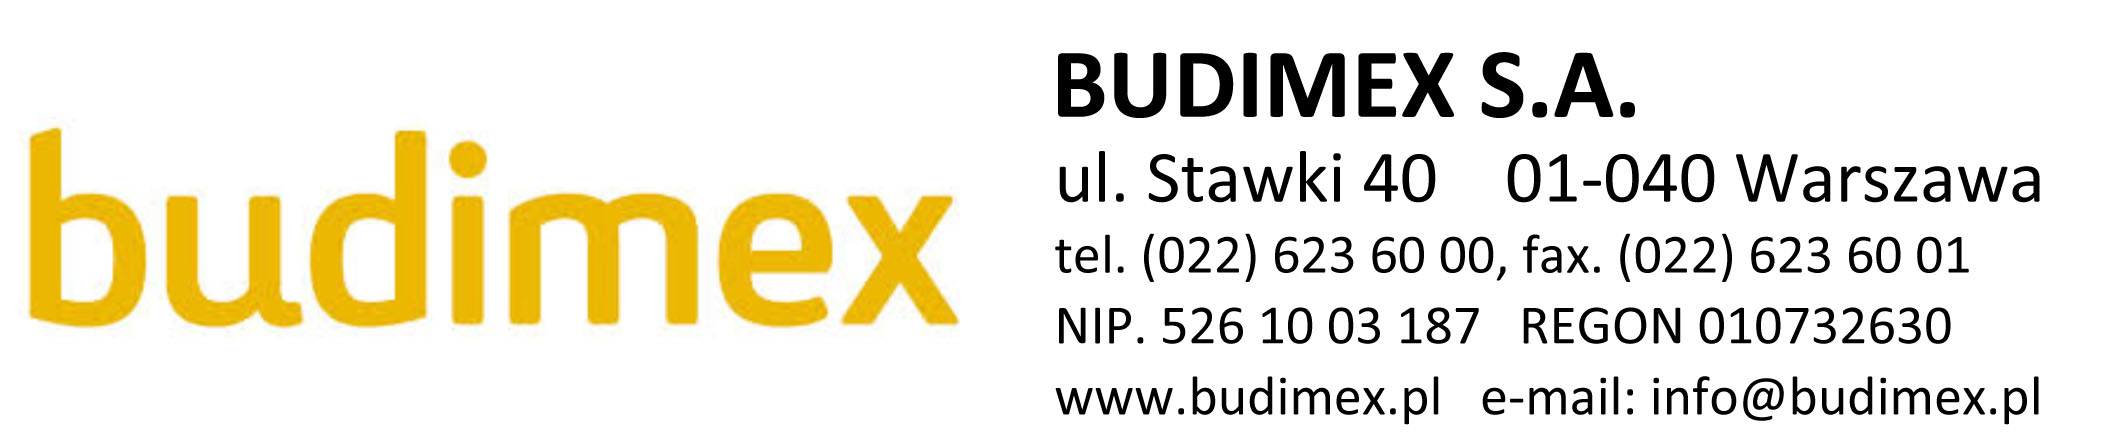 budimex
BUDIMEX S.A.
ul. Stawki 40 01-040 Warszawa
tel. (022) 623 60 00, fax. (022) 623 60 01
NIP. 526 10 03 187 REGON 010732630
www.budimex.pl e-mail: info@budimex.pl